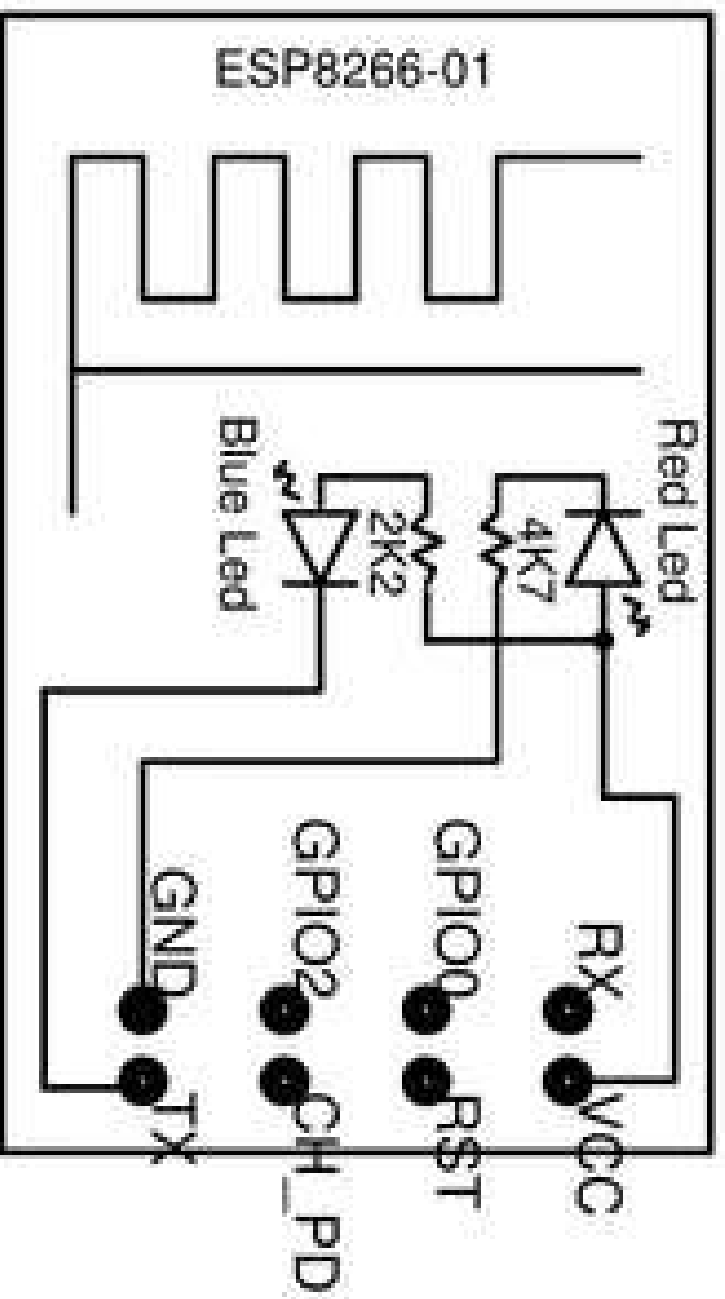 ESP8266-01
Blue Led
2K2
4K7
Red Led
GND
GPIO2
GPIO0
RX
TX
CH_PD
RST
VCC